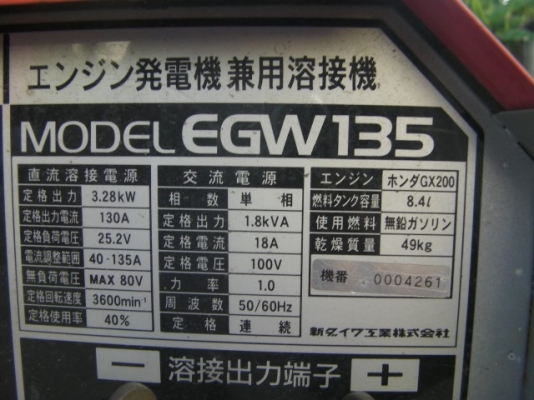 エンジン発電機兼用溶接機
MODEL EGW135
直流溶接電源
定格出力 3.28kW
定格出力電流 130A
定格負荷電圧 25.2V
電流調整範囲 40-135A
無負荷電圧 MAX 80V
定格回転速度 3600min⁻¹
定格使用率 40%
交流電源
相数 単相
定格出力 1.8kVA
定格電流 18A
定格電圧 100V
力率 1.0
周波数 50/60Hz
定格 連続
エンジン ホンダGX200
燃料タンク容量 8.4ℓ
使用燃料 無鉛ガソリン
乾燥質量 49kg
機番 0004261
新ダイワ工業株式会社
− 溶接出力端子 +